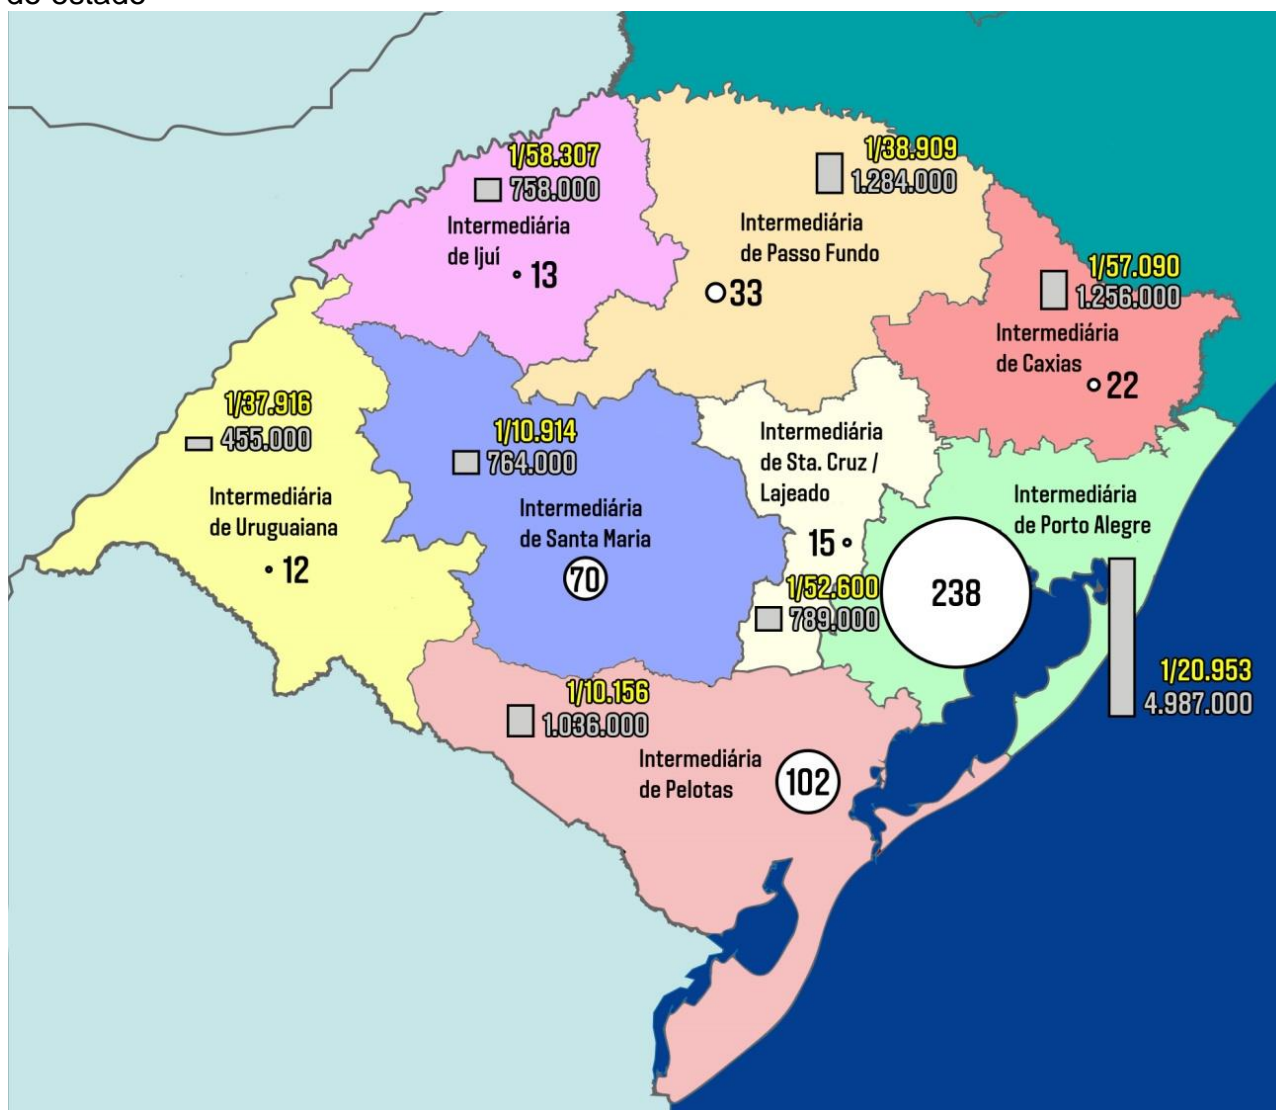 do estado
1/58.307
758.000
Intermediária
de Ijuí
13
1/38.909
1.284.000
Intermediária
de Passo Fundo
33
1/57.090
1.256.000
Intermediária
de Caxias
22
1/37.916
455.000
Intermediária
de Uruguaiana
12
1/10.914
764.000
Intermediária
de Santa Maria
70
Intermediária
de Sta. Cruz /
Lajeado
15
1/52.600
789.000
Intermediária
de Porto Alegre
238
1/20.953
4.987.000
1/10.156
1.036.000
Intermediária
de Pelotas
102